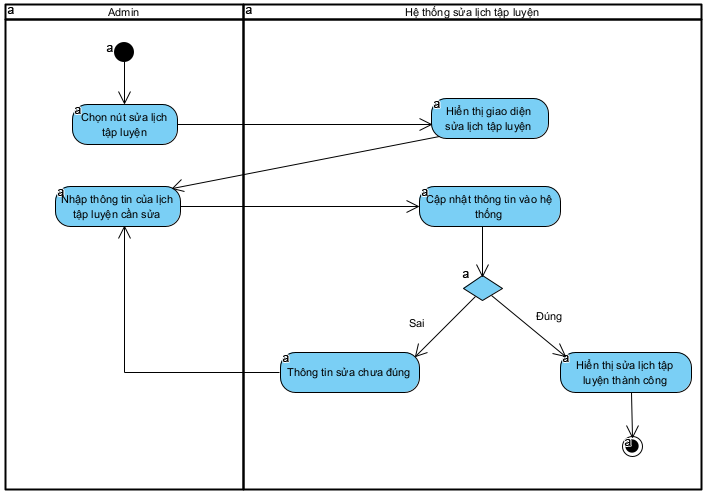 a
Admin
a
Hệ thống sửa lịch tập luyện
a
a
Chọn nút sửa lịch
tập luyện
a
Hiển thị giao diện
sửa lịch tập luyện
a
Nhập thông tin của lịch
tập luyện cần sửa
a
Cập nhật thông tin vào hệ
thống
a
Sai
Đúng
a
Thông tin sửa chưa đúng
a
Hiển thị sửa lịch tập
luyện thành công
a